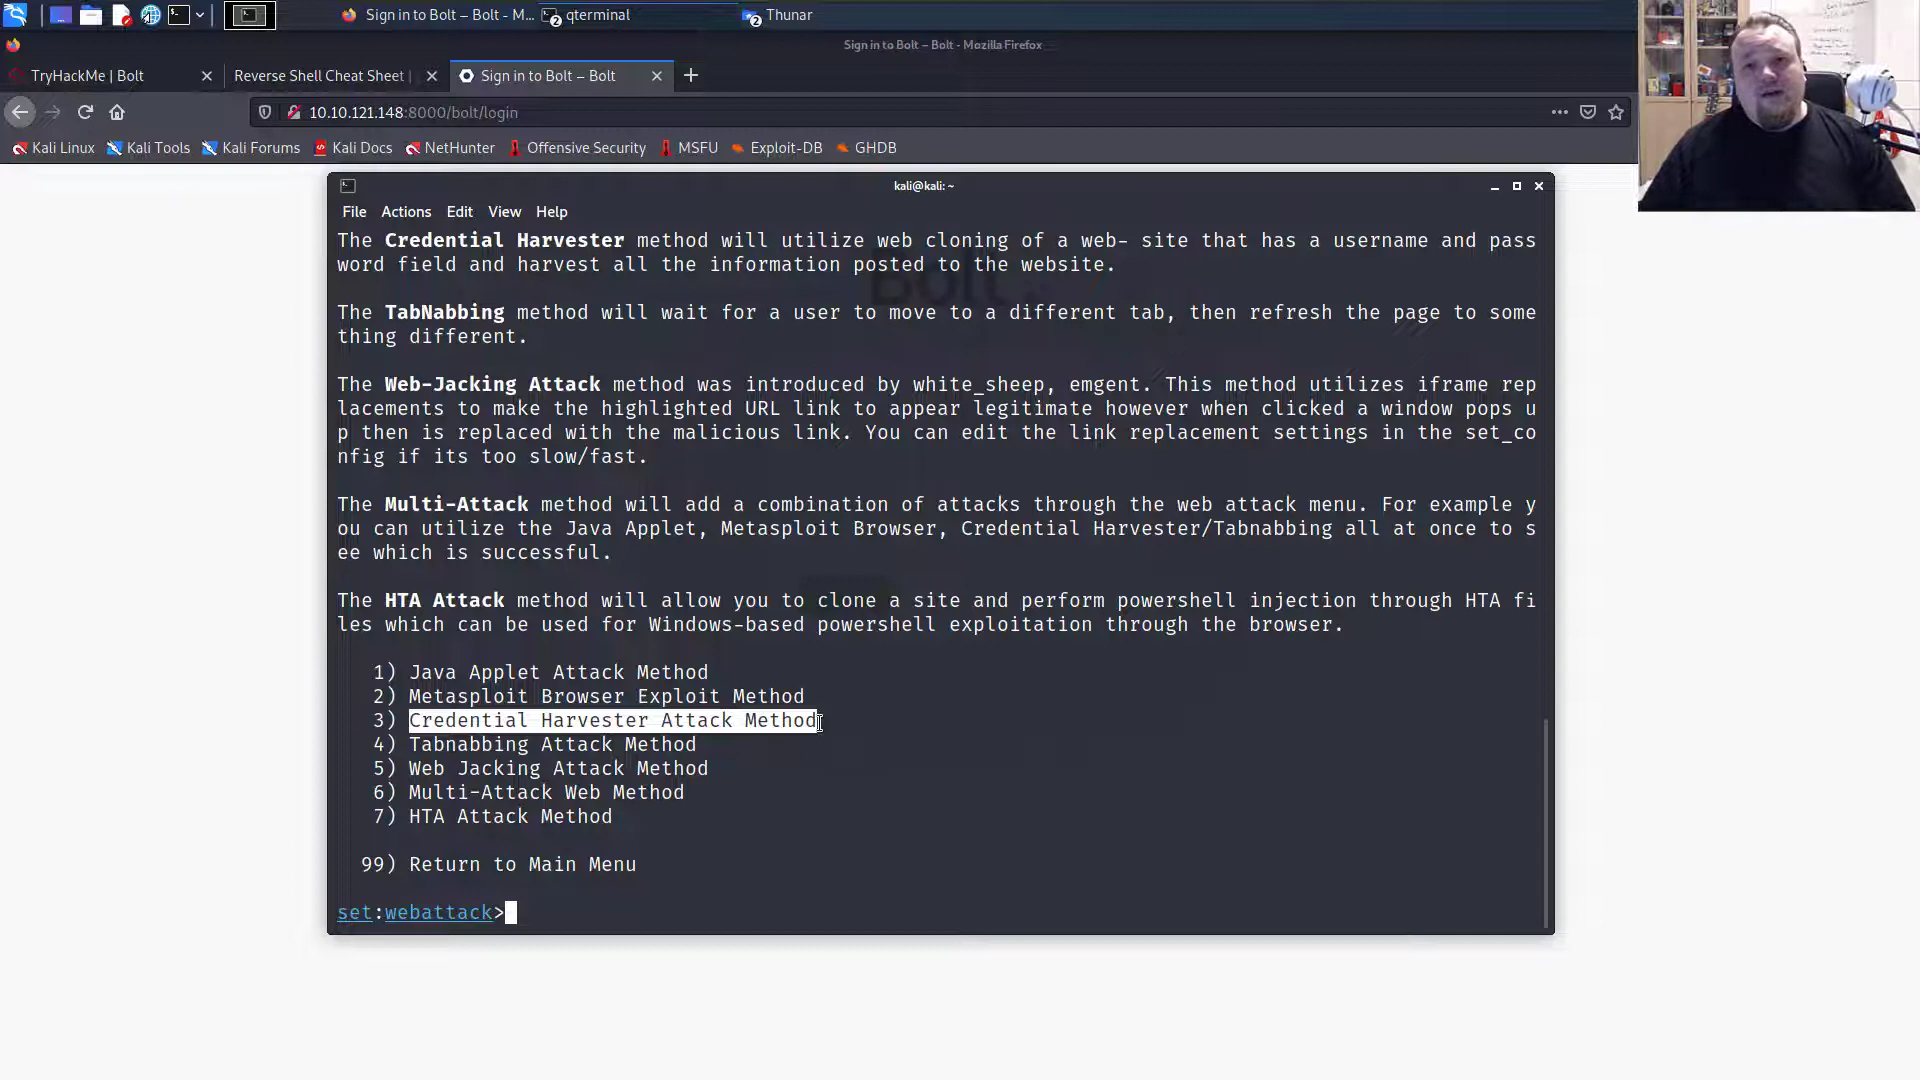 Sign in to Bolt – Bolt - M...
qterminal
Thunar
Sign in to Bolt – Bolt - Mozilla Firefox
TryHackMe | Bolt
Reverse Shell Cheat Sheet |
Sign in to Bolt – Bolt
10.10.121.148:8000/bolt/login
Kali Linux
Kali Tools
Kali Forums
Kali Docs
NetHunter
Offensive Security
MSFU
Exploit-DB
GHDB
kali@kali: ~
File Actions Edit View Help
The Credential Harvester method will utilize web cloning of a web- site that has a username and pass
word field and harvest all the information posted to the website.
The TabNabbing method will wait for a user to move to a different tab, then refresh the page to some
thing different.
The Web-Jacking Attack method was introduced by white_sheep, emgent. This method utilizes iframe rep
lacements to make the highlighted URL link to appear legitimate however when clicked a window pops u
p then is replaced with the malicious link. You can edit the link replacement settings in the set_co
nfig if its too slow/fast.
The Multi-Attack method will add a combination of attacks through the web attack menu. For example y
ou can utilize the Java Applet, Metasploit Browser, Credential Harvester/Tabnabbing all at once to s
ee which is successful.
The HTA Attack method will allow you to clone a site and perform powershell injection through HTA fi
les which can be used for Windows-based powershell exploitation through the browser.
1) Java Applet Attack Method
2) Metasploit Browser Exploit Method
3) Credential Harvester Attack Method
4) Tabnabbing Attack Method
5) Web Jacking Attack Method
6) Multi-Attack Web Method
7) HTA Attack Method
99) Return to Main Menu
set:webattack>